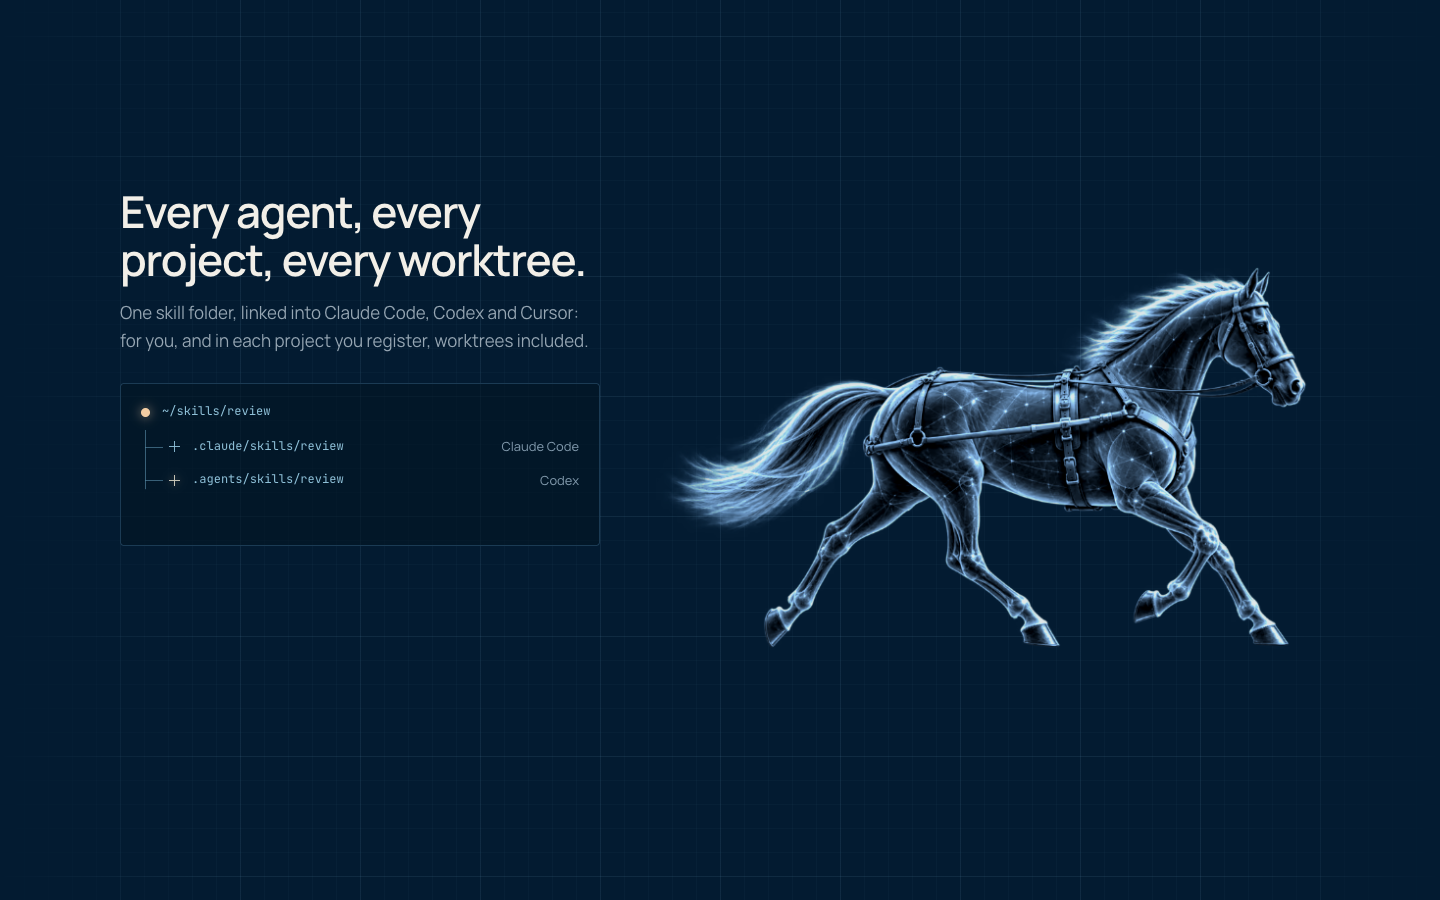 Every agent, every
project, every worktree.
One skill folder, linked into Claude Code, Codex and Cursor:
for you, and in each project you register, worktrees included.
~/skills/review
.claude/skills/review Claude Code
.agents/skills/review Codex